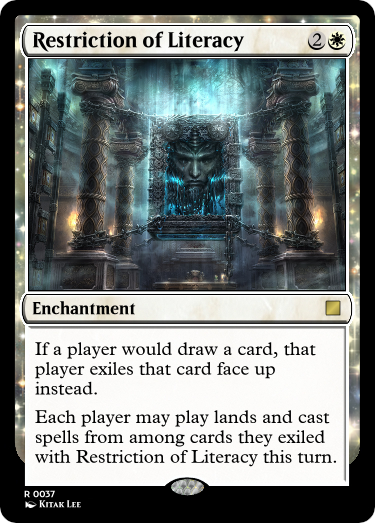 Restriction of Literacy 2
Enchantment
If a player would draw a card, that
player exiles that card face up
instead.
Each player may play lands and cast
spells from among cards they exiled
with Restriction of Literacy this turn.
R 0037
Kitak Lee